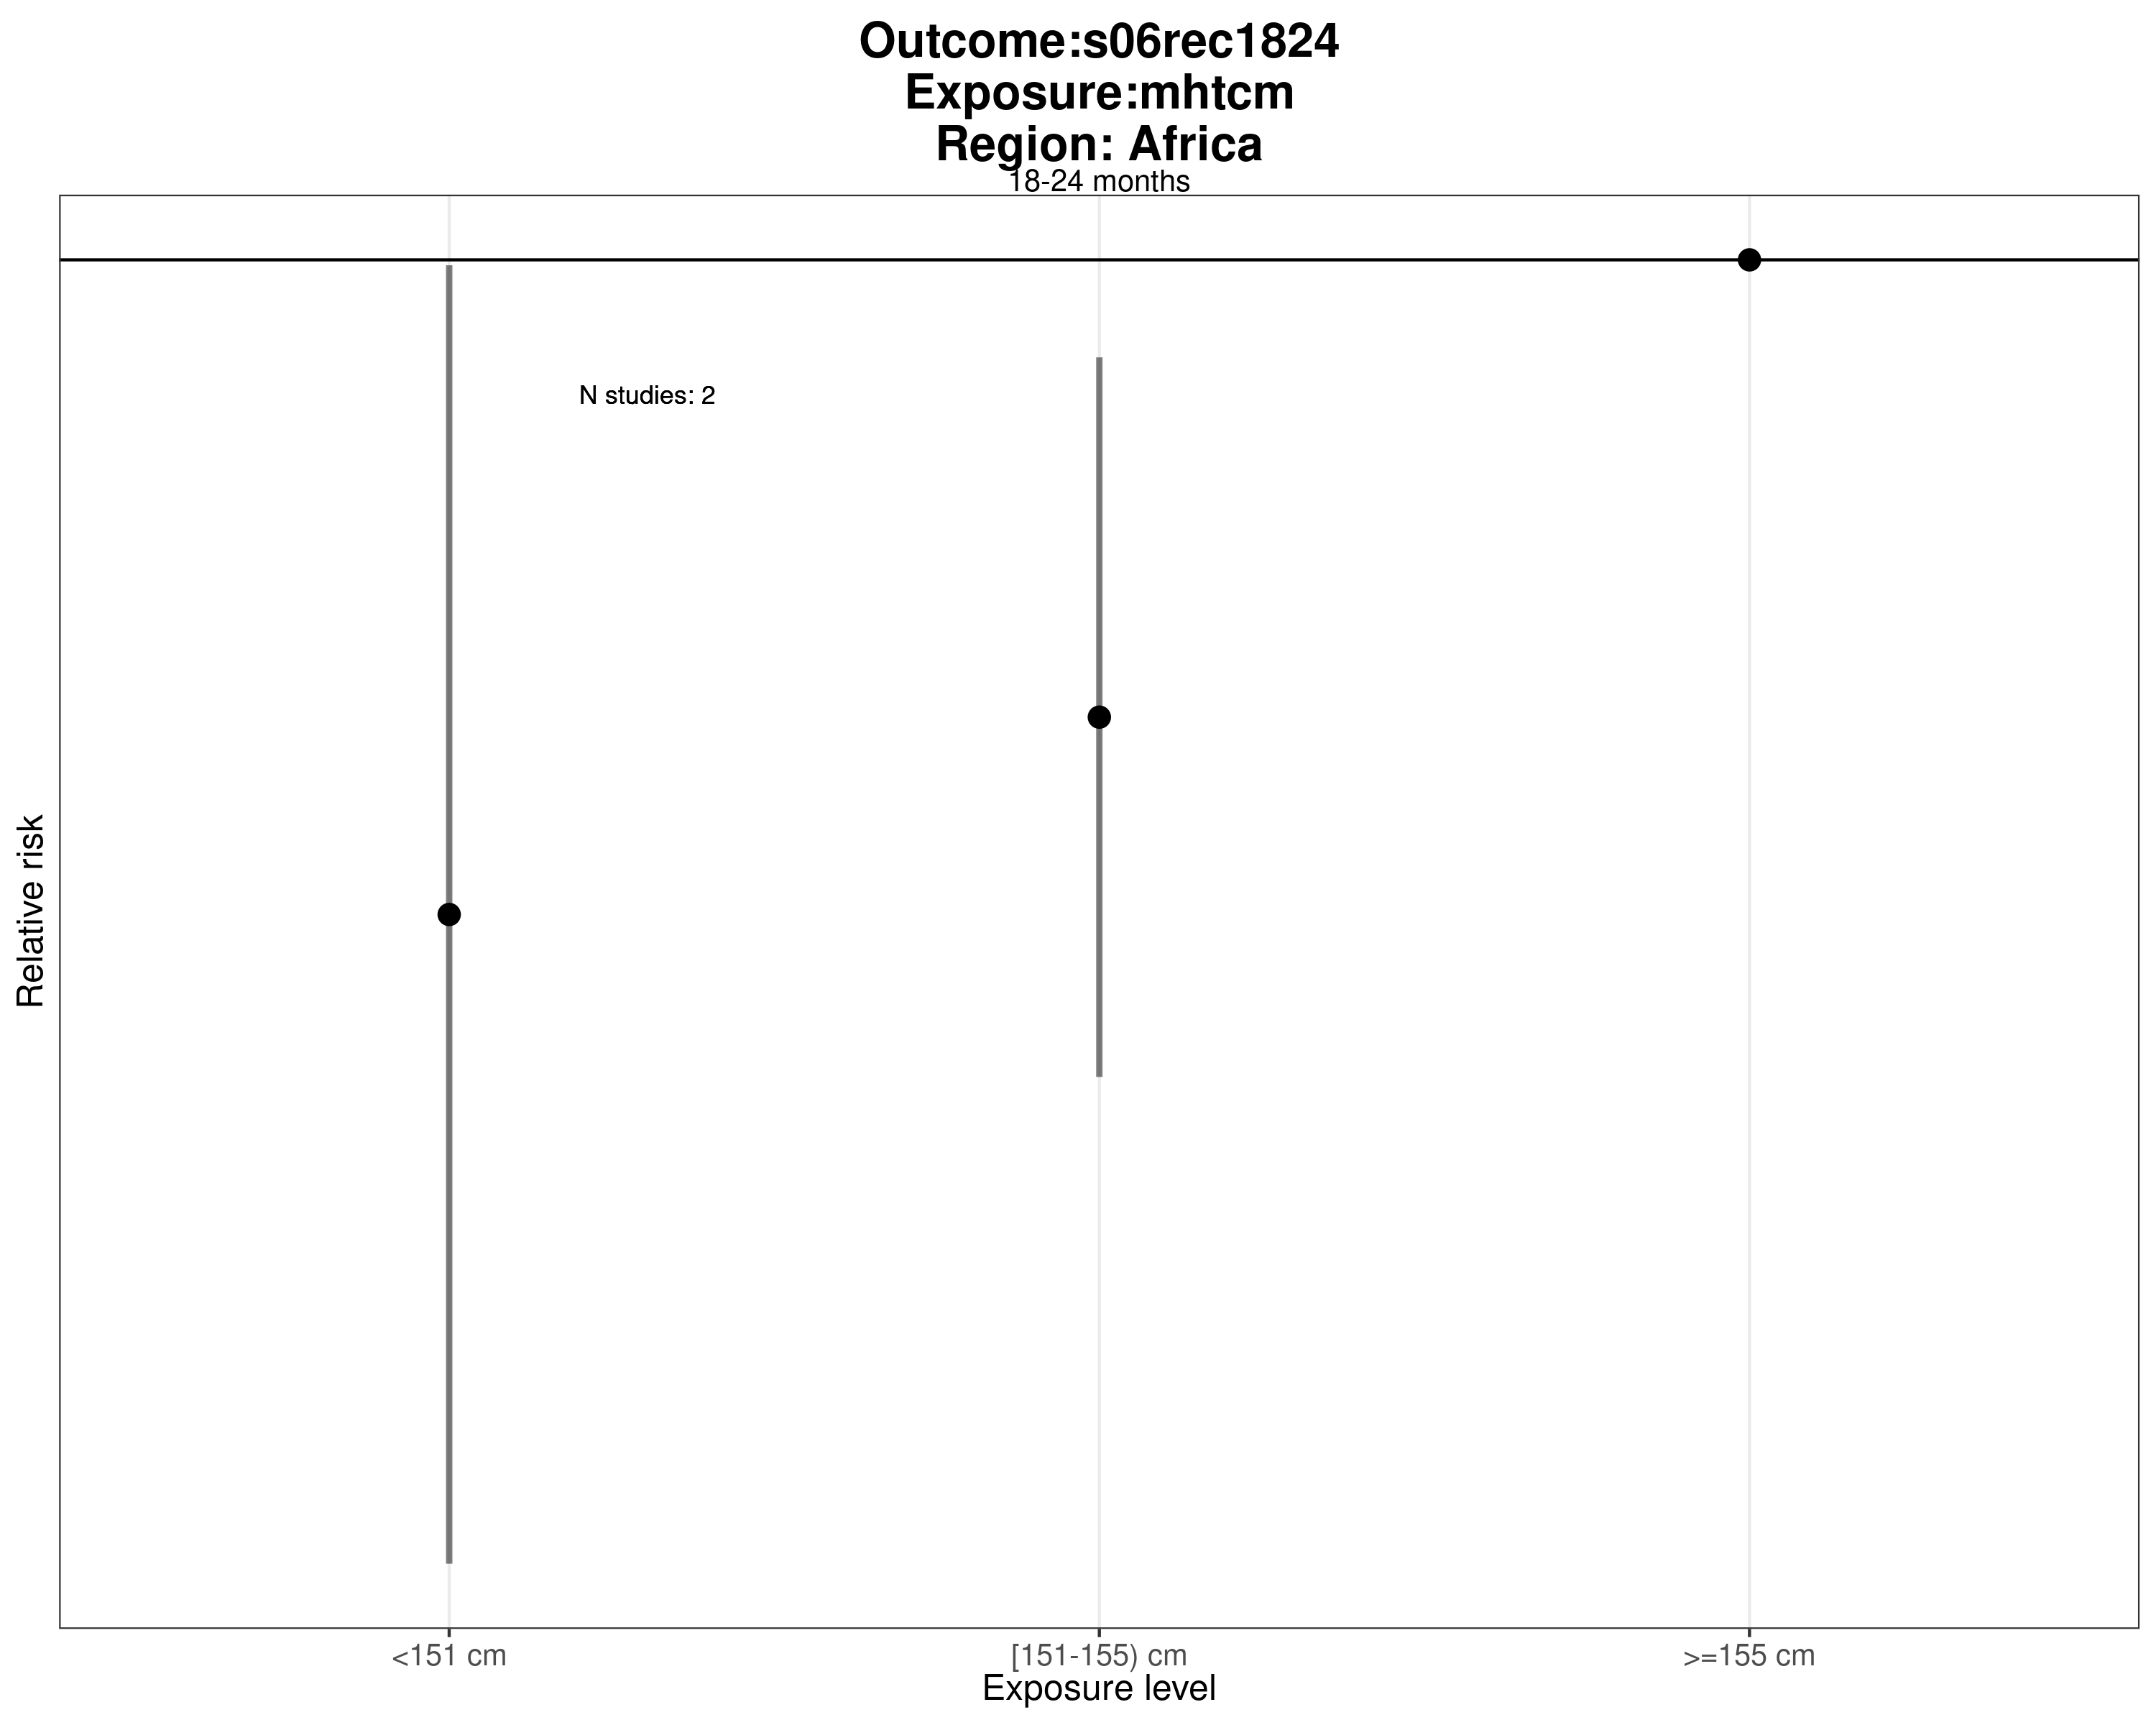 Outcome:s06rec1824
Exposure:mhtcm
Region: Africa
18-24 months
N studies: 2
Relative risk
<151 cm
[151-155) cm
>=155 cm
Exposure level